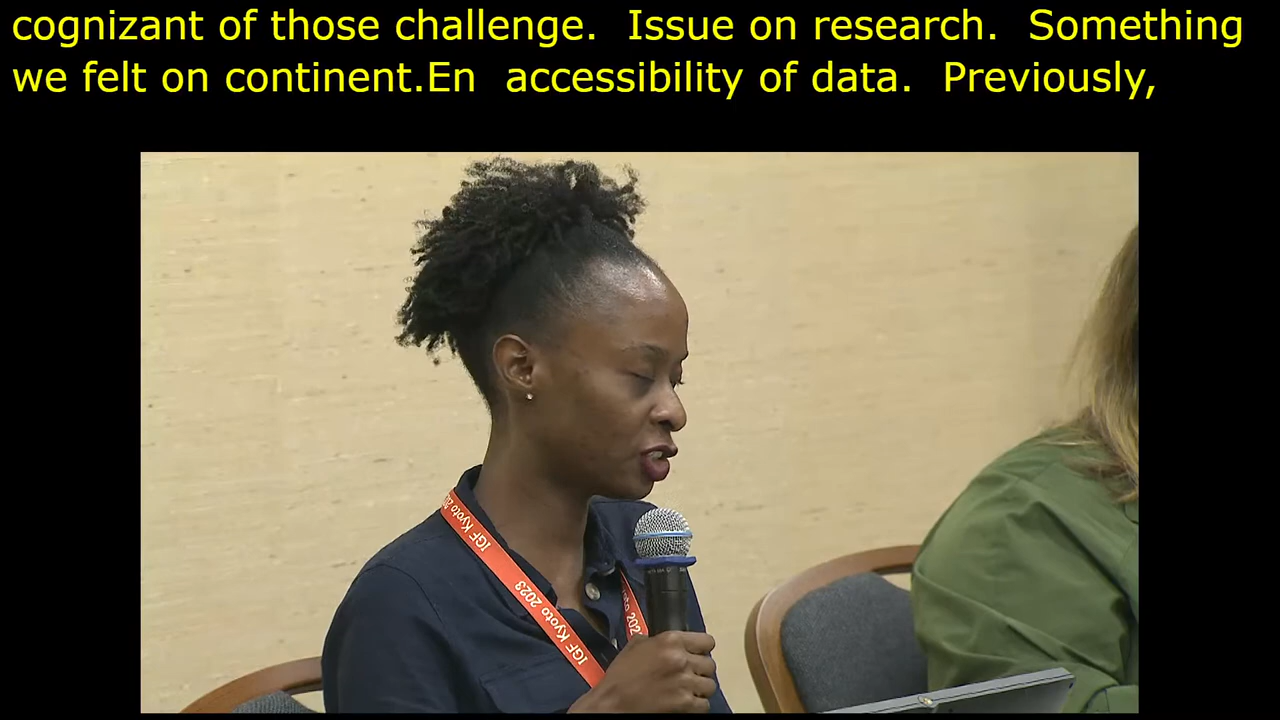 cognizant of those challenge.  Issue on research.  Something
we felt on continent.En  accessibility of data.  Previously,
IGF Kyoto 2023
IGF Kyoto 2023